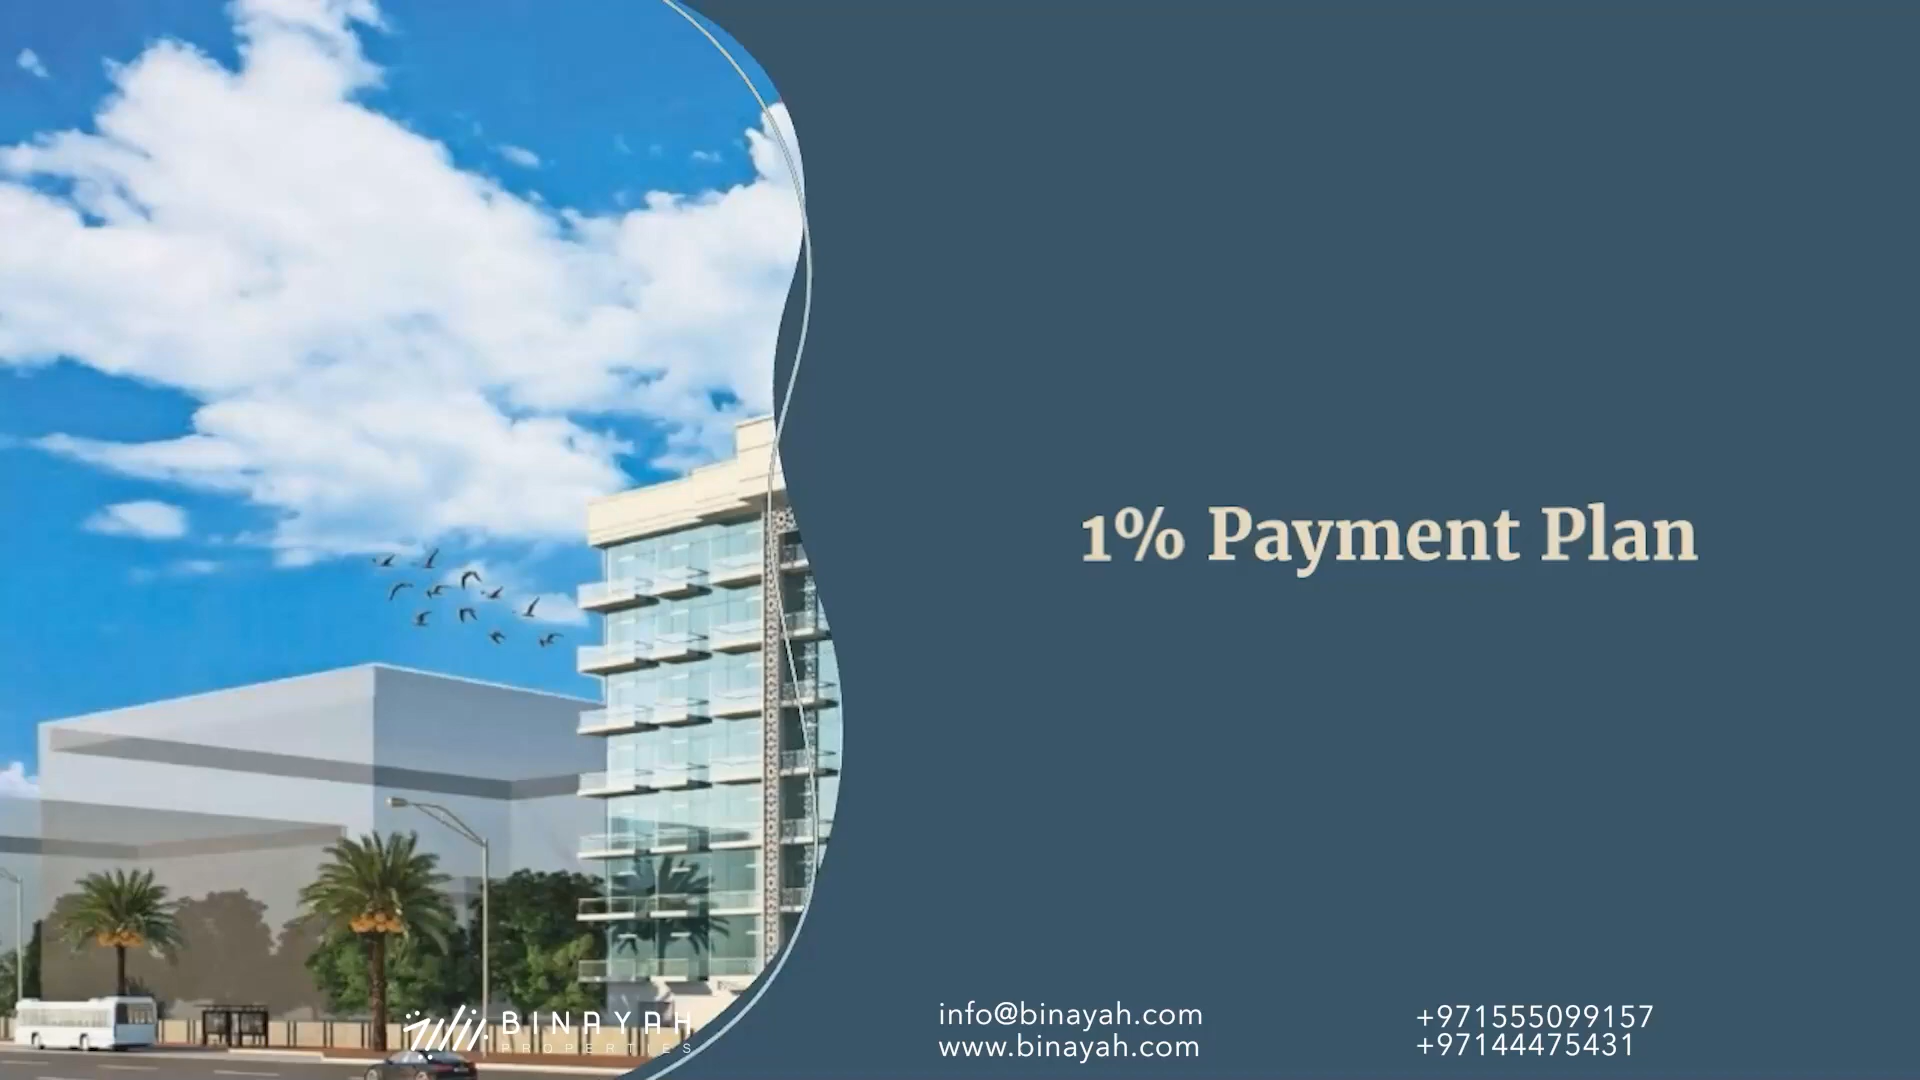 1% Payment Plan
BINAYAH
PROPERTIES
info@binayah.com
www.binayah.com
+971555099157
+97144475431